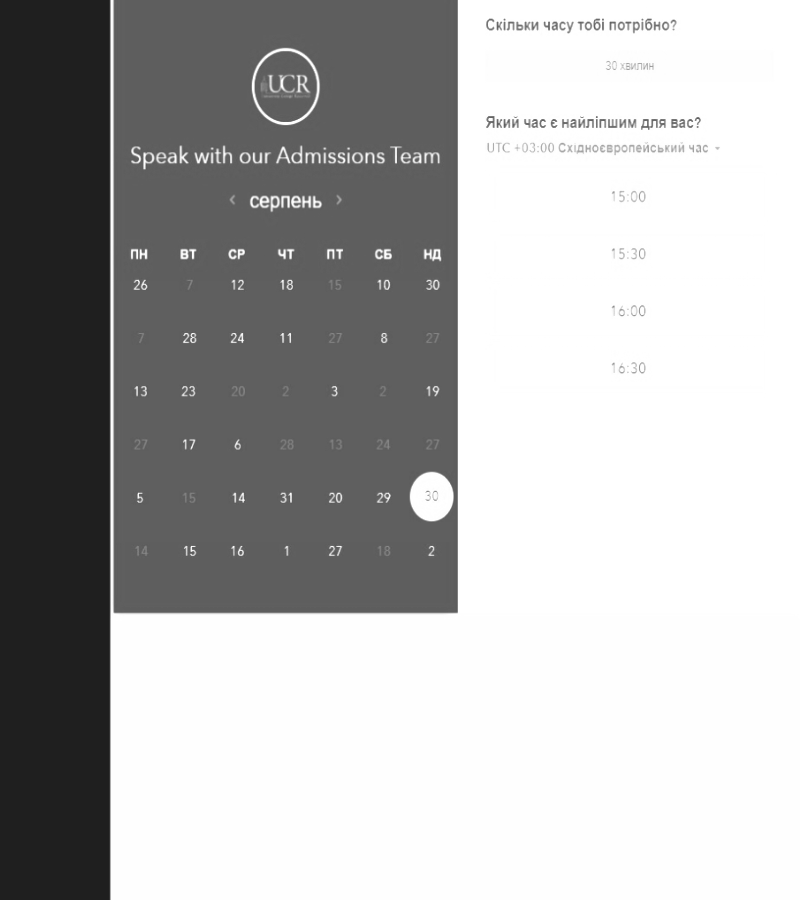 UCR
Speak with our Admissions Team
‹ серпень ›
ПН ВТ СР ЧТ ПТ СБ НД
26 7 12 18 15 10 30
7 28 24 11 27 8 27
13 23 20 2 3 2 19
27 17 6 28 13 24 27
5 15 14 31 20 29 30
14 15 16 1 27 18 2
Скільки часу тобі потрібно?
30 хвилин
Який час є найліпшим для вас?
UTC +03:00 Східноєвропейський час
15:00
15:30
16:00
16:30